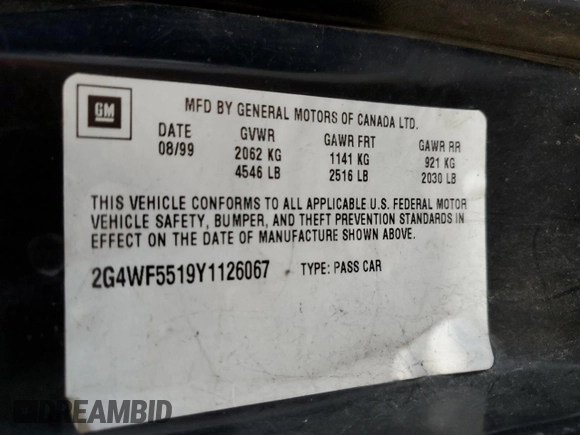 GM
MFD BY GENERAL MOTORS OF CANADA LTD.
DATE GVWR GAWR FRT GAWR RR
08/99 2062 KG 1141 KG 921 KG
4546 LB 2516 LB 2030 LB
THIS VEHICLE CONFORMS TO ALL APPLICABLE U.S. FEDERAL MOTOR
VEHICLE SAFETY, BUMPER, AND THEFT PREVENTION STANDARDS IN
EFFECT ON THE DATE OF MANUFACTURE SHOWN ABOVE.
2G4WF5519Y1126067 TYPE: PASS CAR
DREAMBID